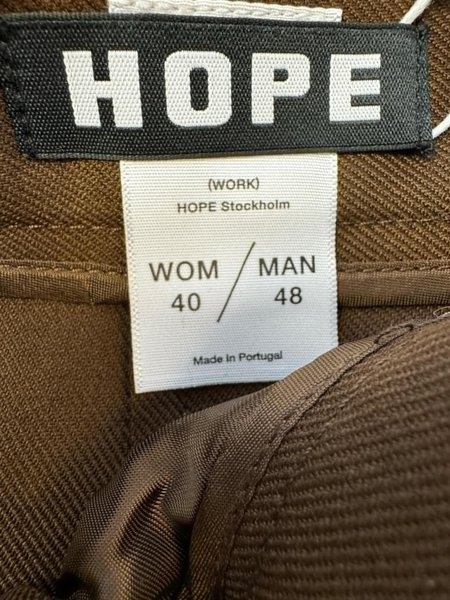 HOPE
(WORK)
HOPE Stockholm
WOM / MAN
40 48
Made in Portugal